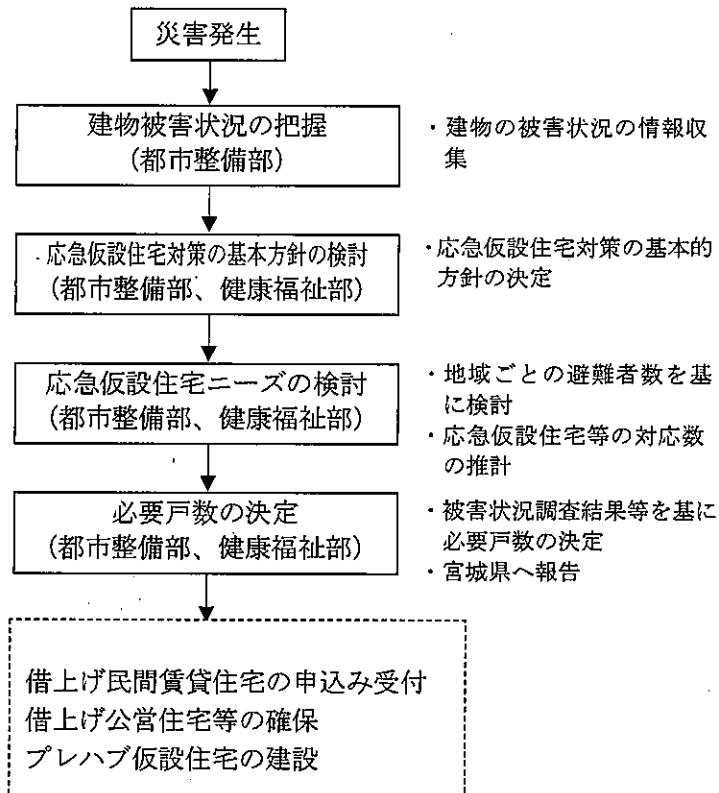 災害発生
建物被害状況の把握
(都市整備部)
・建物の被害状況の情報収
集
応急仮設住宅対策の基本方針の検討
(都市整備部、健康福祉部)
・応急仮設住宅対策の基本的
方針の決定
応急仮設住宅ニーズの検討
(都市整備部、健康福祉部)
・地域ごとの避難者数を基
に検討
・応急仮設住宅等の対応数
の推計
必要戸数の決定
(都市整備部、健康福祉部)
・被害状況調査結果等を基に
必要戸数の決定
・宮城県へ報告
借上げ民間賃貸住宅の申込み受付
借上げ公営住宅等の確保
プレハブ仮設住宅の建設